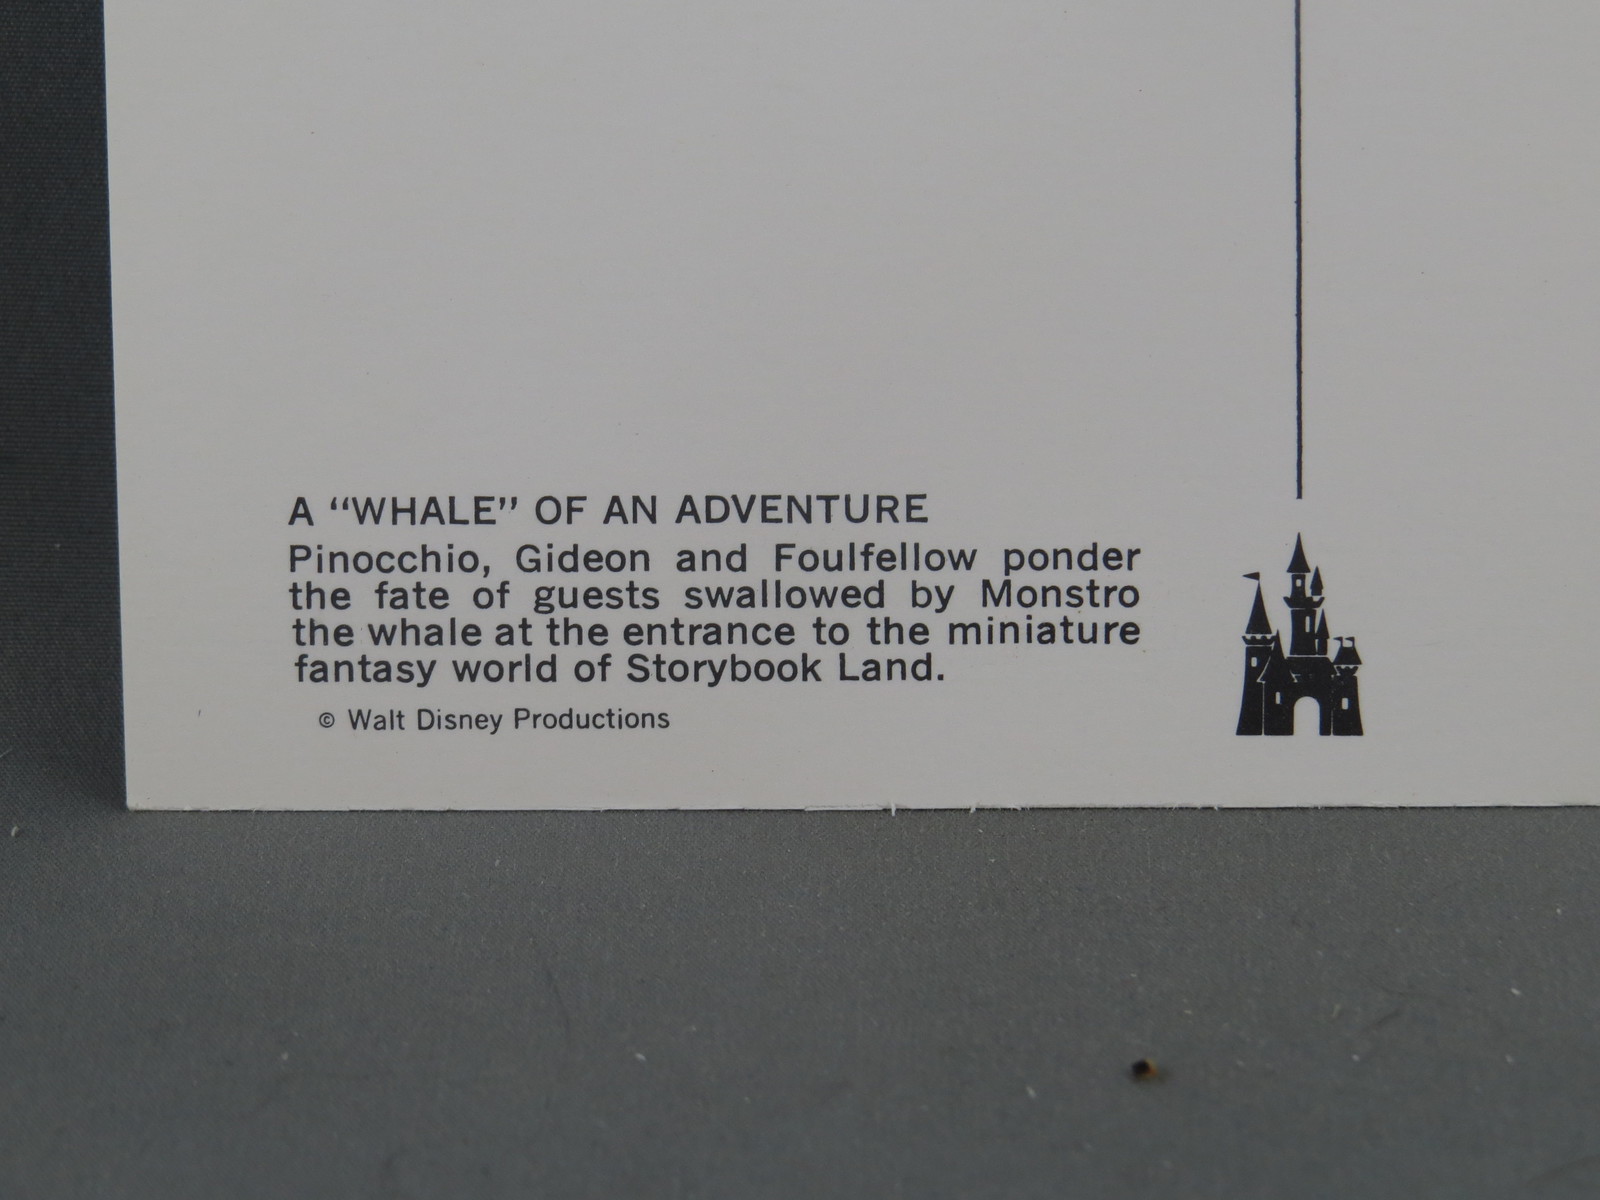 A “WHALE” OF AN ADVENTURE
Pinocchio, Gideon and Foulfellow ponder
the fate of guests swallowed by Monstro
the whale at the entrance to the miniature
fantasy world of Storybook Land.
© Walt Disney Productions